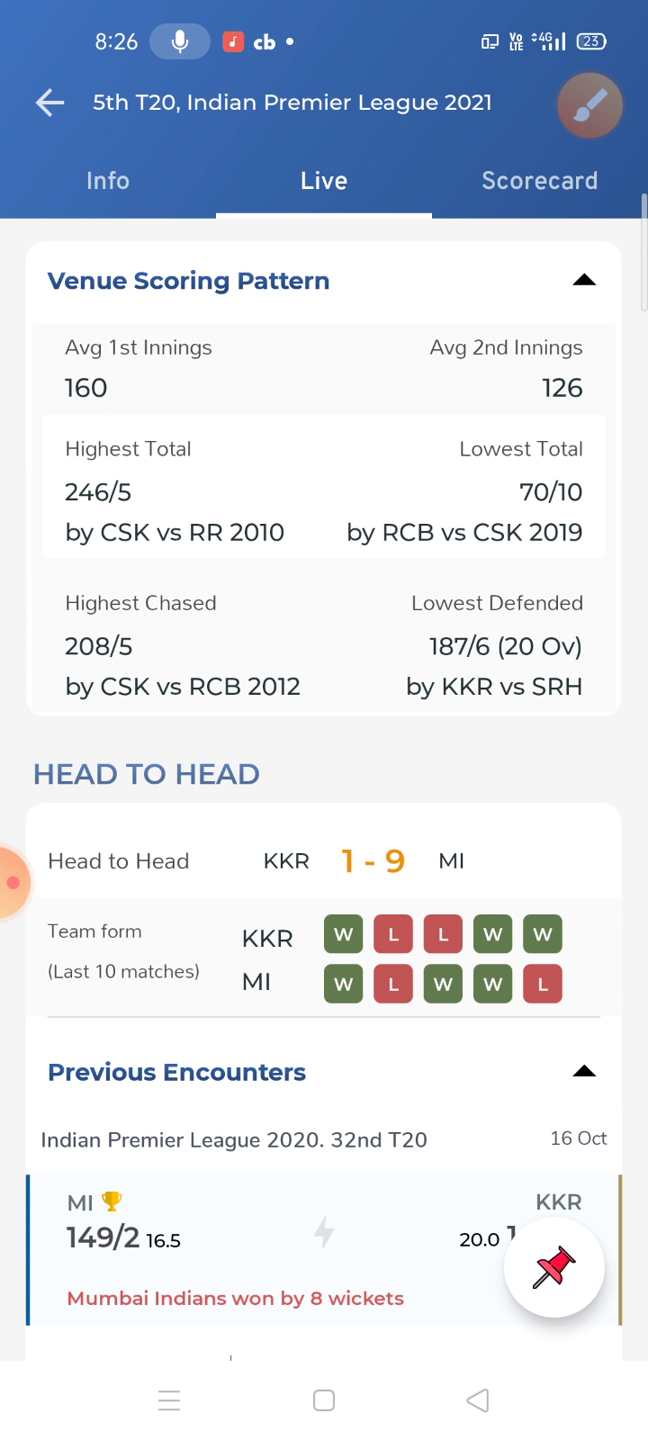 8:26 cb VoLTE 4G 23
5th T20, Indian Premier League 2021
Info Live Scorecard
Venue Scoring Pattern
Avg 1st Innings Avg 2nd Innings
160 126
Highest Total Lowest Total
246/5 70/10
by CSK vs RR 2010 by RCB vs CSK 2019
Highest Chased Lowest Defended
208/5 187/6 (20 Ov)
by CSK vs RCB 2012 by KKR vs SRH
HEAD TO HEAD
Head to Head KKR 1 - 9 MI
Team form KKR W L L W W
(Last 10 matches) MI W L W W L
Previous Encounters
Indian Premier League 2020. 32nd T20 16 Oct
MI KKR
149/2 16.5 20.0
Mumbai Indians won by 8 wickets